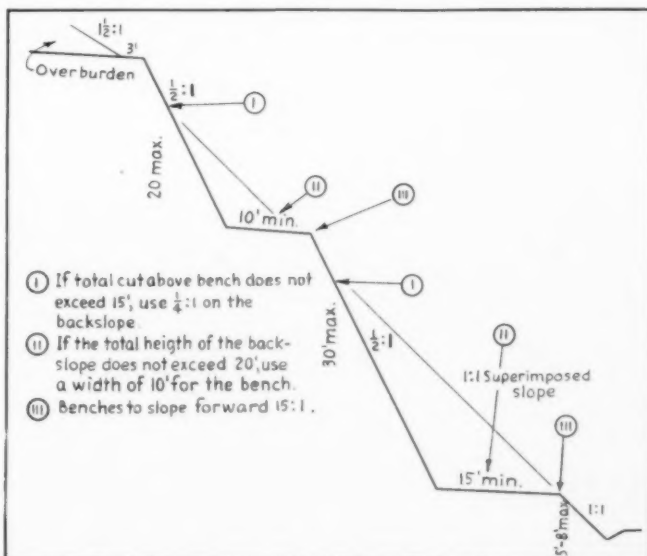 1½:1
3'
Overburden
½:1
I
20 max.
II
III
10' min.
I
30' max.
½:1
II
1:1 Superimposed
slope
III
15' min.
1:1
5'-8' max.
I If total cut above bench does not
exceed 15', use ¼:1 on the
backslope.
II If the total heigth of the back-
slope does not exceed 20', use
a width of 10' for the bench.
III Benches to slope forward 15:1.